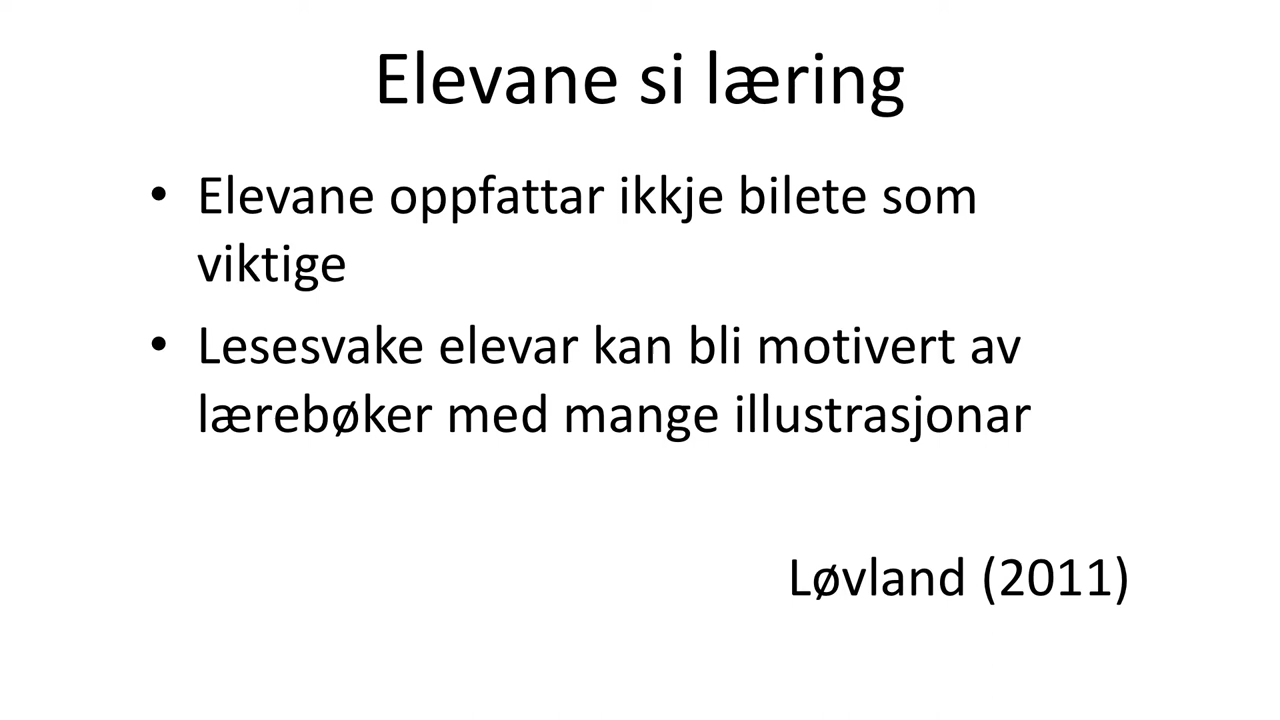 Elevane si læring
• Elevane oppfattar ikkje bilete som
viktige
• Lesesvake elevar kan bli motivert av
lærebøker med mange illustrasjonar
Løvland (2011)